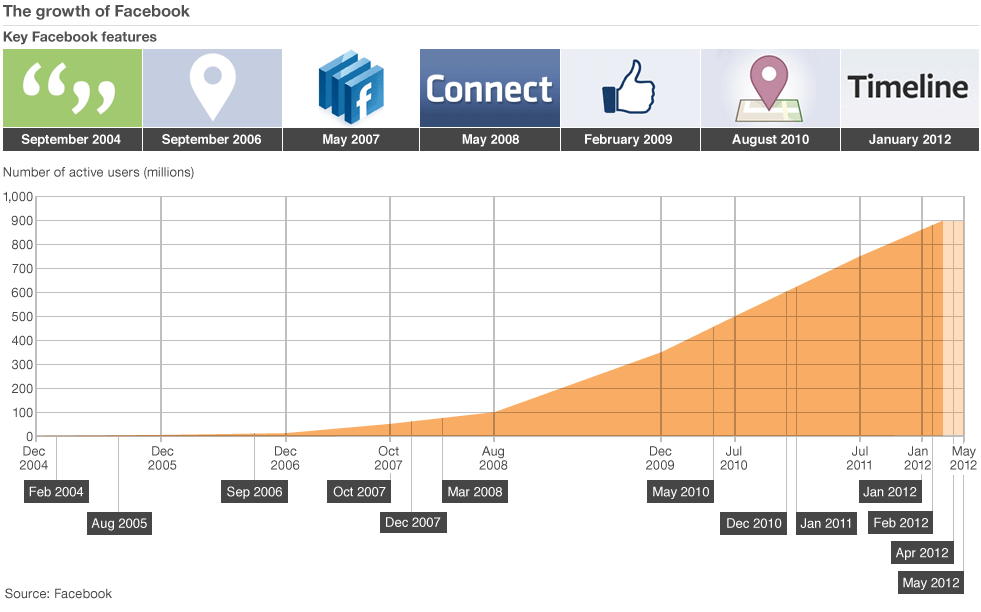 The growth of Facebook
Key Facebook features
Connect
Timeline
September 2004
September 2006
May 2007
May 2008
February 2009
August 2010
January 2012
Number of active users (millions)
1,000
900
800
700
600
500
400
300
200
100
0
Dec
2004
Dec
2005
Dec
2006
Oct
2007
Aug
2008
Dec
2009
Jul
2010
Jul
2011
Jan
2012
May
2012
Feb 2004
Sep 2006
Oct 2007
Mar 2008
May 2010
Jan 2012
Aug 2005
Dec 2007
Dec 2010
Jan 2011
Feb 2012
Apr 2012
May 2012
Source: Facebook